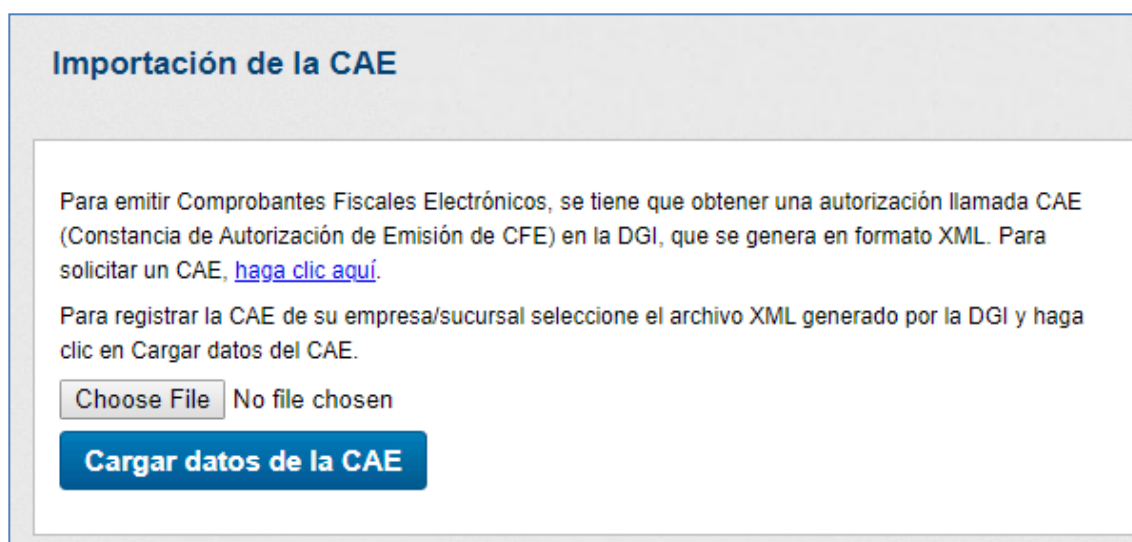 Importación de la CAE
Para emitir Comprobantes Fiscales Electrónicos, se tiene que obtener una autorización llamada CAE
(Constancia de Autorización de Emisión de CFE) en la DGI, que se genera en formato XML. Para
solicitar un CAE, haga clic aquí.
Para registrar la CAE de su empresa/sucursal seleccione el archivo XML generado por la DGI y haga
clic en Cargar datos del CAE.
Choose File No file chosen
Cargar datos de la CAE